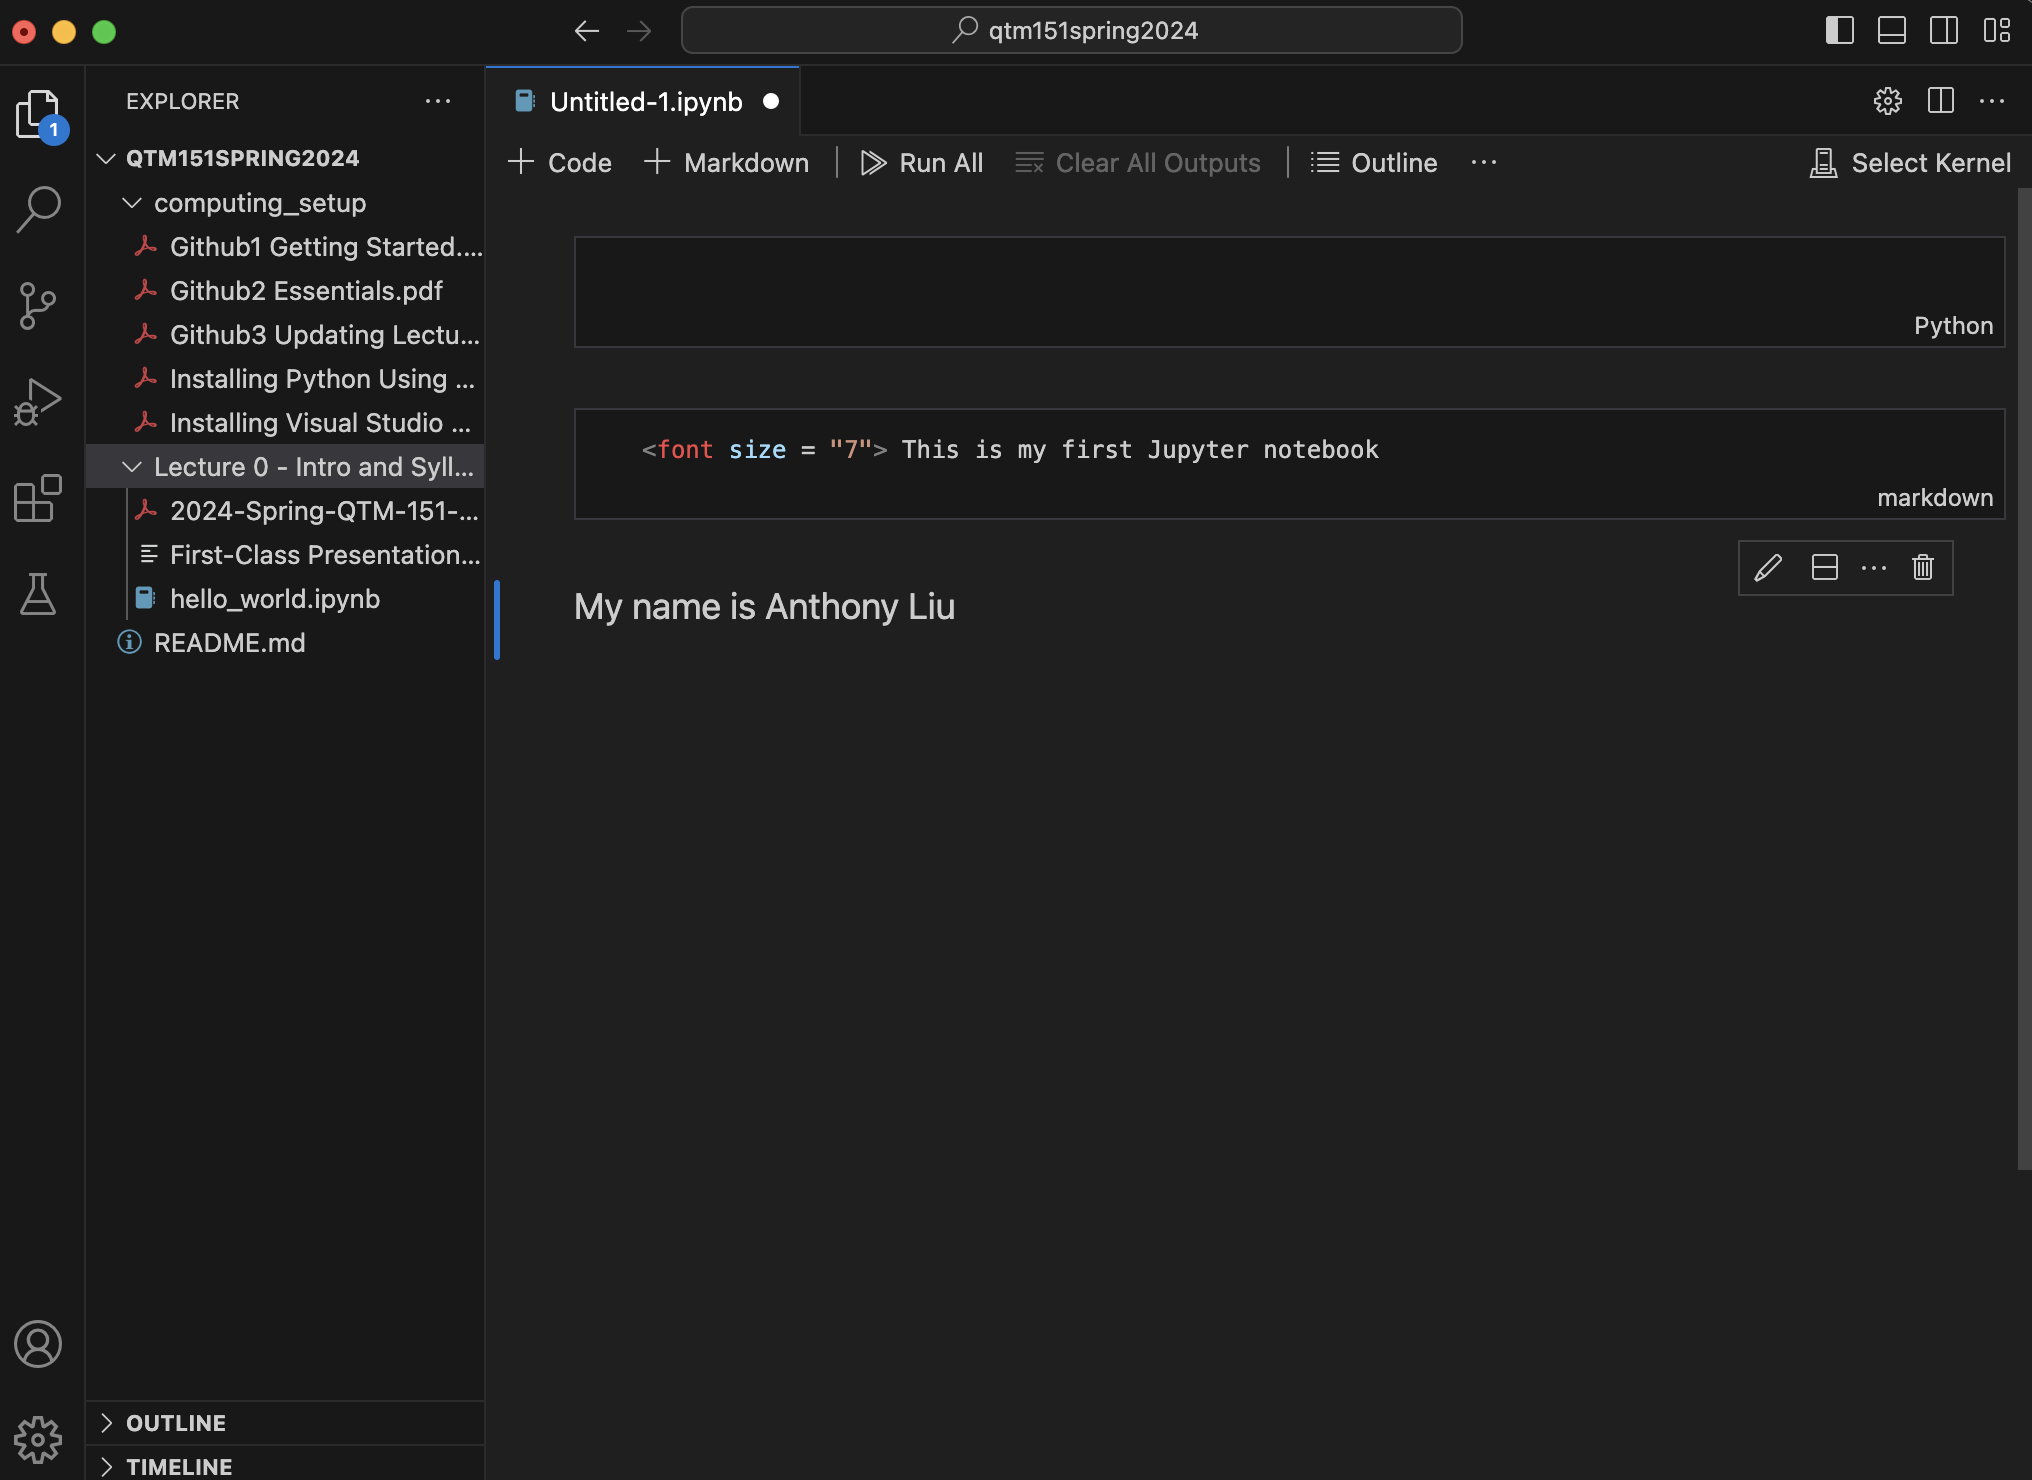 qtm151spring2024
EXPLORER
Untitled-1.ipynb
1
QTM151SPRING2024
Code
Markdown
Run All
Clear All Outputs
Outline
Select Kernel
computing_setup
Github1 Getting Started....
Github2 Essentials.pdf
Github3 Updating Lectu...
Installing Python Using ...
Installing Visual Studio ...
Lecture 0 - Intro and Syll...
2024-Spring-QTM-151-...
First-Class Presentation...
hello_world.ipynb
README.md
Python
<font size = "7"> This is my first Jupyter notebook
markdown
My name is Anthony Liu
OUTLINE
TIMELINE